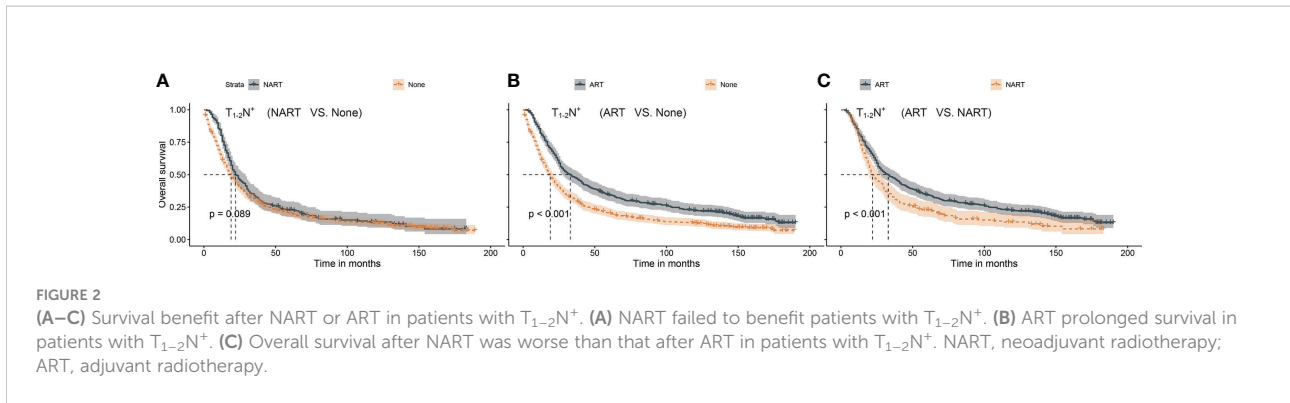 A
Strata NART None
T1-2N+ (NART VS. None)
Overall survival
1.00
0.75
0.50
0.25
0.00
p = 0.089
0 50 100 150 200
Time in months
B
ART None
T1-2N+ (ART VS. None)
p < 0.001
0 50 100 150 200
Time in months
C
ART NART
T1-2N+ (ART VS. NART)
p < 0.001
0 50 100 150 200
Time in months
FIGURE 2
(A–C) Survival benefit after NART or ART in patients with T1–2N+. (A) NART failed to benefit patients with T1–2N+. (B) ART prolonged survival in
patients with T1–2N+. (C) Overall survival after NART was worse than that after ART in patients with T1–2N+. NART, neoadjuvant radiotherapy;
ART, adjuvant radiotherapy.